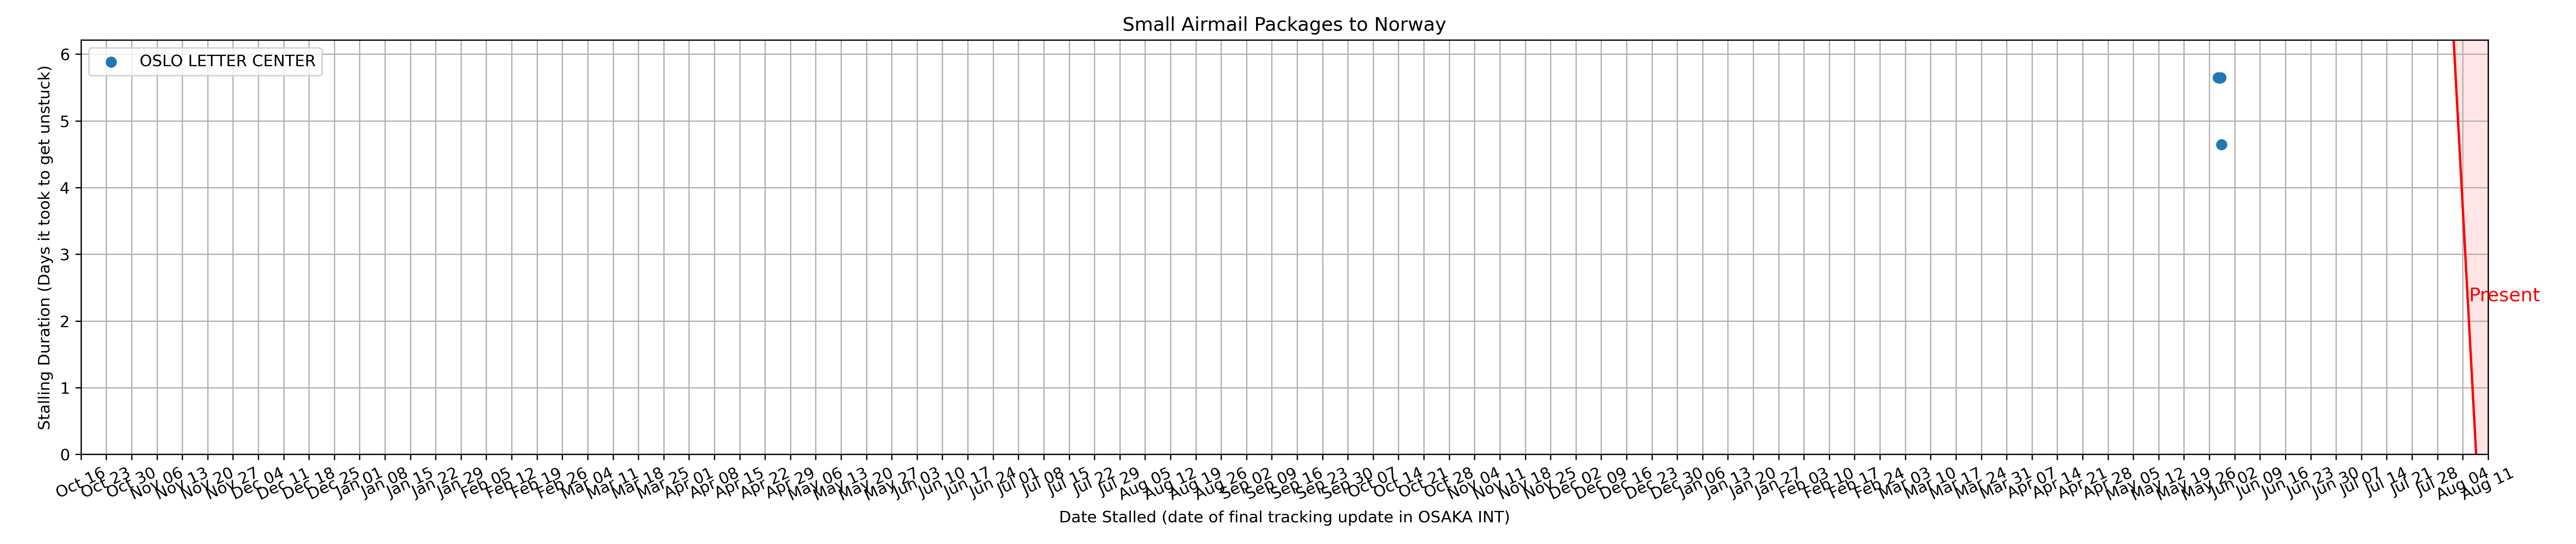 Small Airmail Packages to Norway
OSLO LETTER CENTER
Stalling Duration (Days it took to get unstuck)
6
5
4
3
2
1
0
Present
Oct 16
Oct 23
Oct 30
Nov 06
Nov 13
Nov 20
Nov 27
Dec 04
Dec 11
Dec 18
Dec 25
Jan 01
Jan 08
Jan 15
Jan 22
Jan 29
Feb 05
Feb 12
Feb 19
Feb 26
Mar 04
Mar 11
Mar 18
Mar 25
Apr 01
Apr 08
Apr 15
Apr 22
Apr 29
May 06
May 13
May 20
May 27
Jun 03
Jun 10
Jun 17
Jun 24
Jul 01
Jul 08
Jul 15
Jul 22
Jul 29
Aug 05
Aug 12
Aug 19
Aug 26
Sep 02
Sep 09
Sep 16
Sep 23
Sep 30
Oct 07
Oct 14
Oct 21
Oct 28
Nov 04
Nov 11
Nov 18
Nov 25
Dec 02
Dec 09
Dec 16
Dec 23
Dec 30
Jan 06
Jan 13
Jan 20
Jan 27
Feb 03
Feb 10
Feb 17
Feb 24
Mar 03
Mar 10
Mar 17
Mar 24
Mar 31
Apr 07
Apr 14
Apr 21
Apr 28
May 05
May 12
May 19
May 26
Jun 02
Jun 09
Jun 16
Jun 23
Jun 30
Jul 07
Jul 14
Jul 21
Jul 28
Aug 04
Aug 11
Date Stalled (date of final tracking update in OSAKA INT)